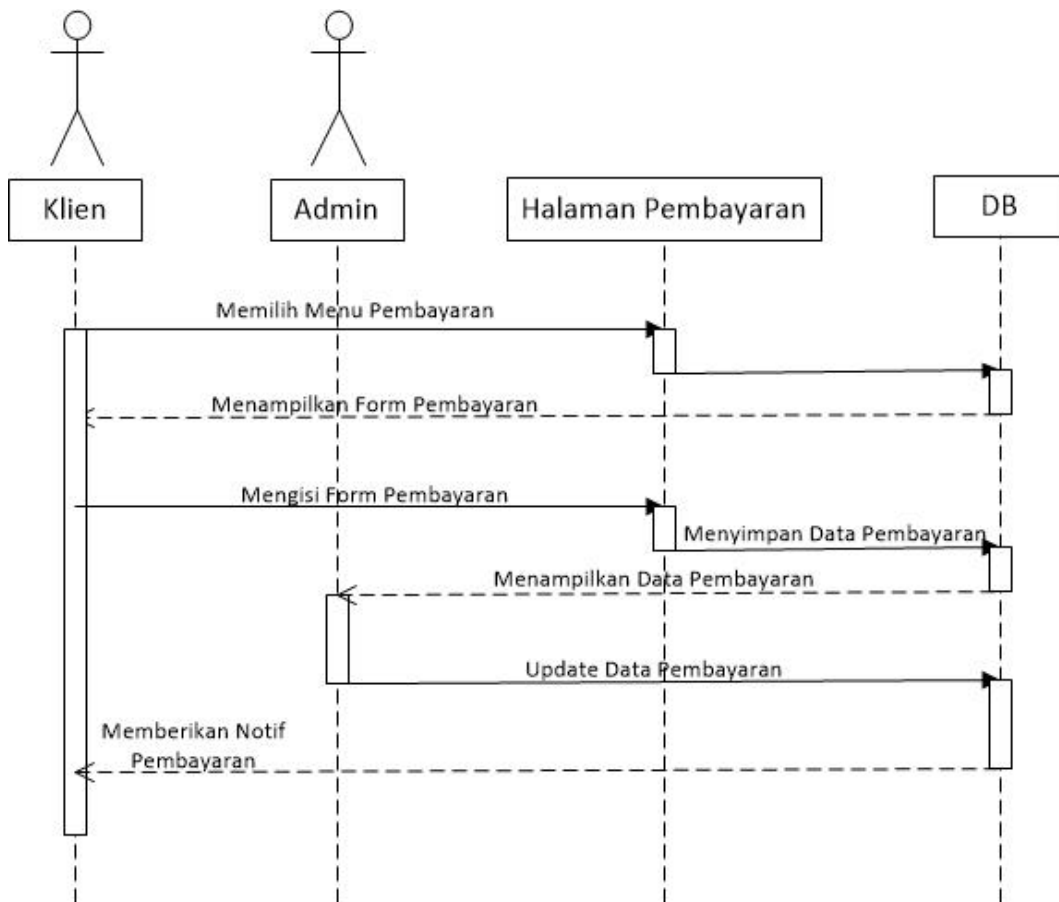 Klien
Admin
Halaman Pembayaran
DB
Memilih Menu Pembayaran
Menampilkan Form Pembayaran
Mengisi Form Pembayaran
Menyimpan Data Pembayaran
Menampilkan Data Pembayaran
Update Data Pembayaran
Memberikan Notif
Pembayaran